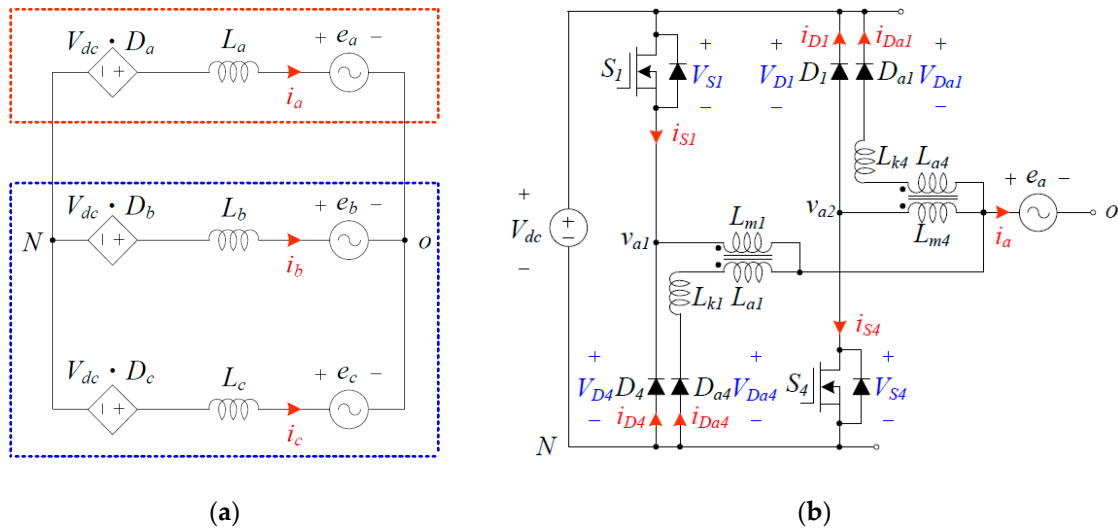 V_dc · D_a
L_a
+ e_a −
− +
i_a
V_dc · D_b
L_b
+ e_b −
N
− +
o
i_b
V_dc · D_c
L_c
+ e_c −
− +
i_c
(a)
S_1
+
V_S1
−
i_S1
i_D1
i_Da1
+
V_D1
−
D_1
D_a1
+
V_Da1
−
L_k4
L_a4
+ e_a −
v_a2
L_m4
i_a
o
+
V_dc
−
+
−
L_m1
v_a1
L_k1
L_a1
i_S4
+
V_D4
−
D_4
D_a4
+
V_Da4
−
S_4
+
V_S4
−
i_D4
i_Da4
N
(b)